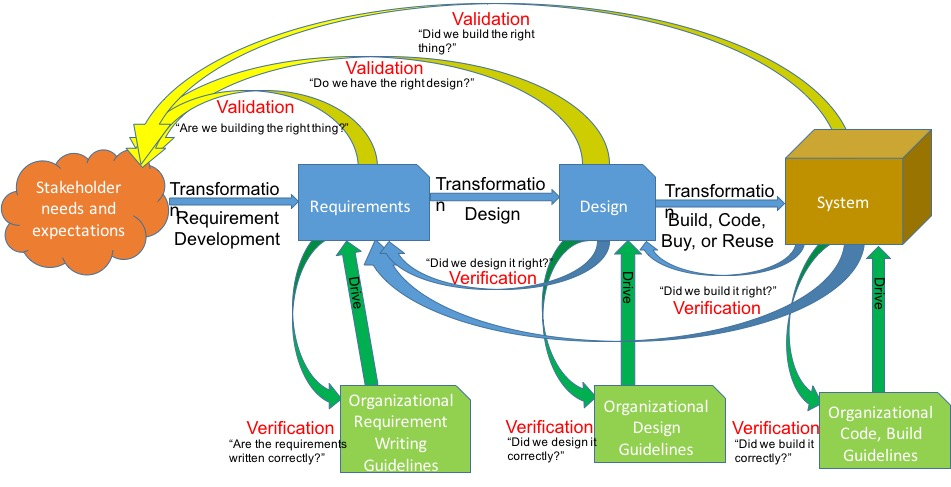 Validation
“Did we build the right
thing?”
Validation
“Do we have the right design?”
Validation
“Are we building the right thing?”
Stakeholder
needs and
expectations
Transformatio
n
Requirement
Development
Requirements
Transformatio
n
Design
Design
Transformatio
n
Build, Code,
Buy, or Reuse
System
“Did we design it right?”
Verification
“Did we build it right?”
Verification
Drive
Drive
Drive
Verification
“Are the requirements
written correctly?”
Organizational
Requirement
Writing
Guidelines
Verification
“Did we design it
correctly?”
Organizational
Design
Guidelines
Verification
“Did we build it
correctly?”
Organizational
Code, Build
Guidelines